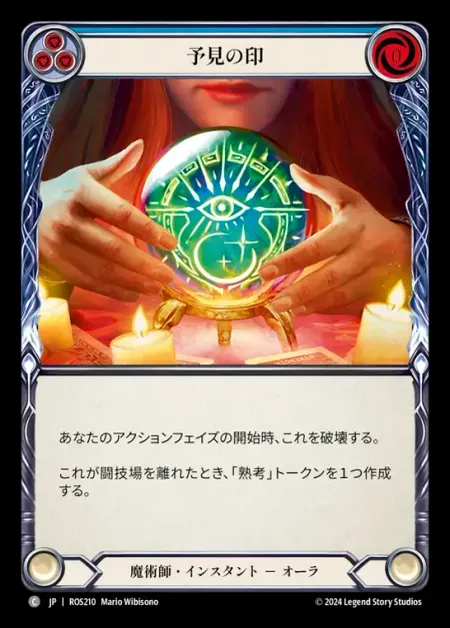 予見の印
0
あなたのアクションフェイズの開始時、これを破壊する。
これが闘技場を離れたとき、「熟考」トークンを1つ作成
する。
魔術師・インスタント － オーラ
C JP | ROS210 Mario Wibisono
© 2024 Legend Story Studios